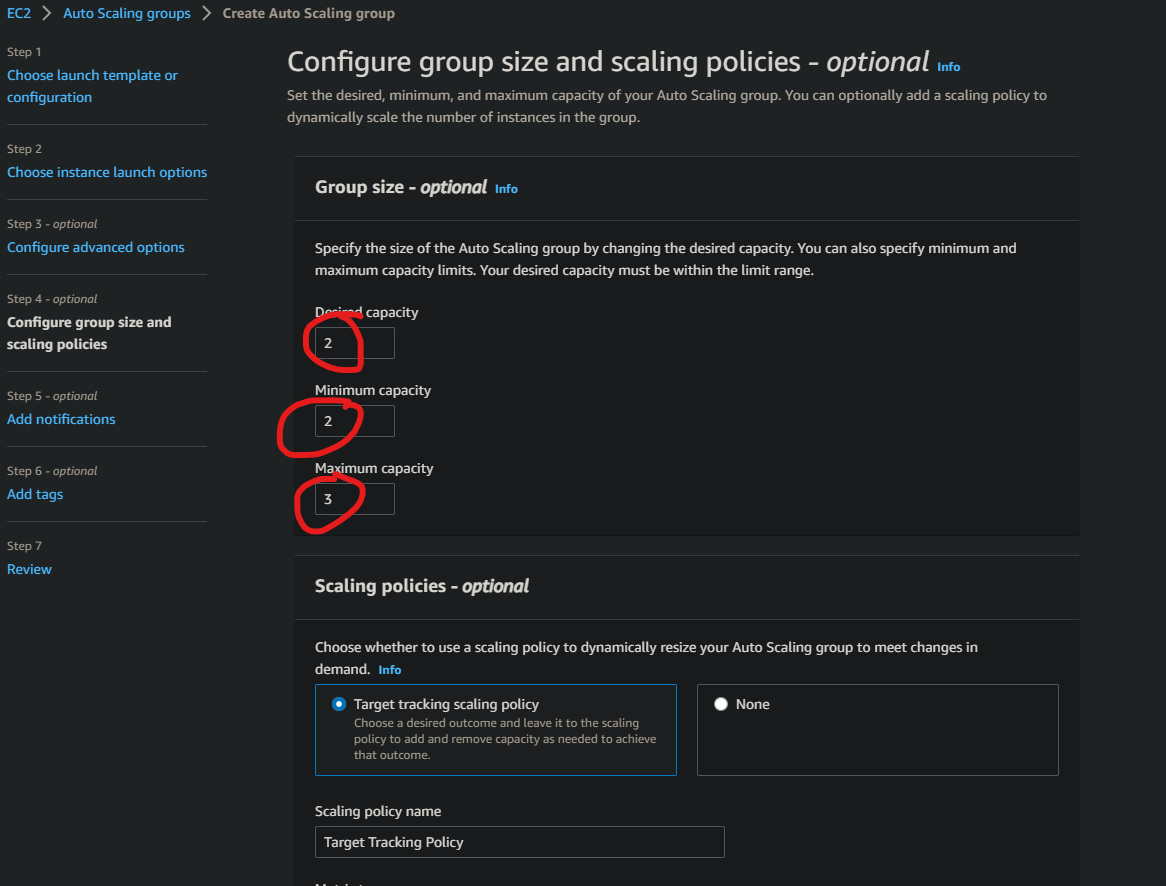 EC2 > Auto Scaling groups > Create Auto Scaling group
Step 1
Choose launch template or
configuration
Step 2
Choose instance launch options
Step 3 - optional
Configure advanced options
Step 4 - optional
Configure group size and
scaling policies
Step 5 - optional
Add notifications
Step 6 - optional
Add tags
Step 7
Review
Configure group size and scaling policies - optional Info
Set the desired, minimum, and maximum capacity of your Auto Scaling group. You can optionally add a scaling policy to
dynamically scale the number of instances in the group.
Group size - optional Info
Specify the size of the Auto Scaling group by changing the desired capacity. You can also specify minimum and
maximum capacity limits. Your desired capacity must be within the limit range.
Desired capacity
2
Minimum capacity
2
Maximum capacity
3
Scaling policies - optional
Choose whether to use a scaling policy to dynamically resize your Auto Scaling group to meet changes in
demand. Info
Target tracking scaling policy
Choose a desired outcome and leave it to the scaling
policy to add and remove capacity as needed to achieve
that outcome.
None
Scaling policy name
Target Tracking Policy